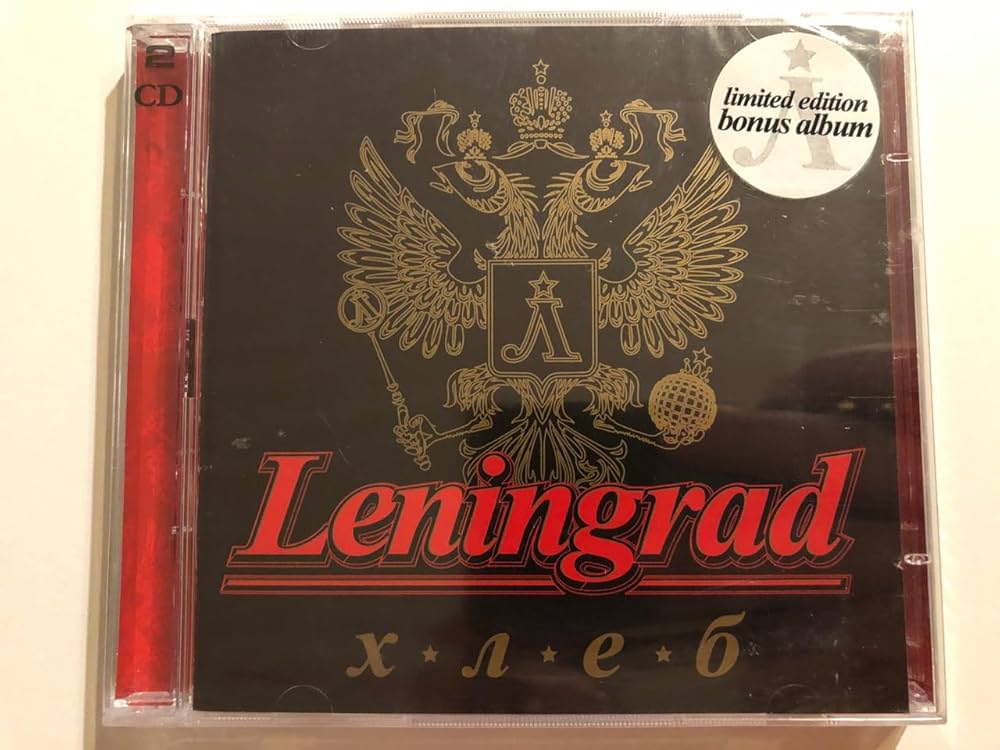 2
CD
limited edition
bonus album
Л
Л
Л
Leningrad
х★л★е★б